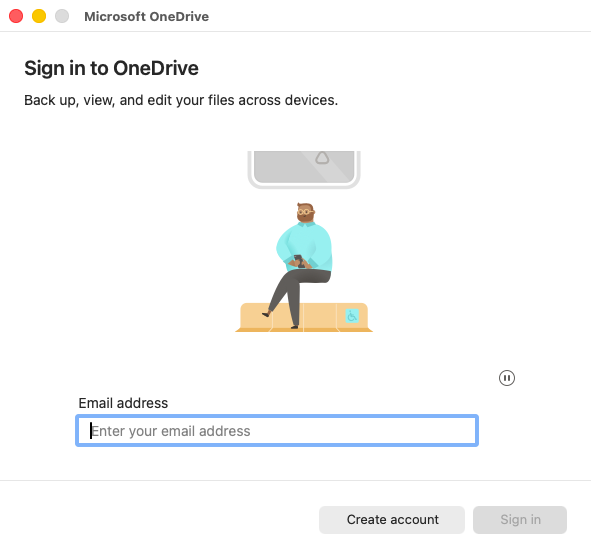 Microsoft OneDrive
Sign in to OneDrive
Back up, view, and edit your files across devices.
Email address
Enter your email address
Create account
Sign in